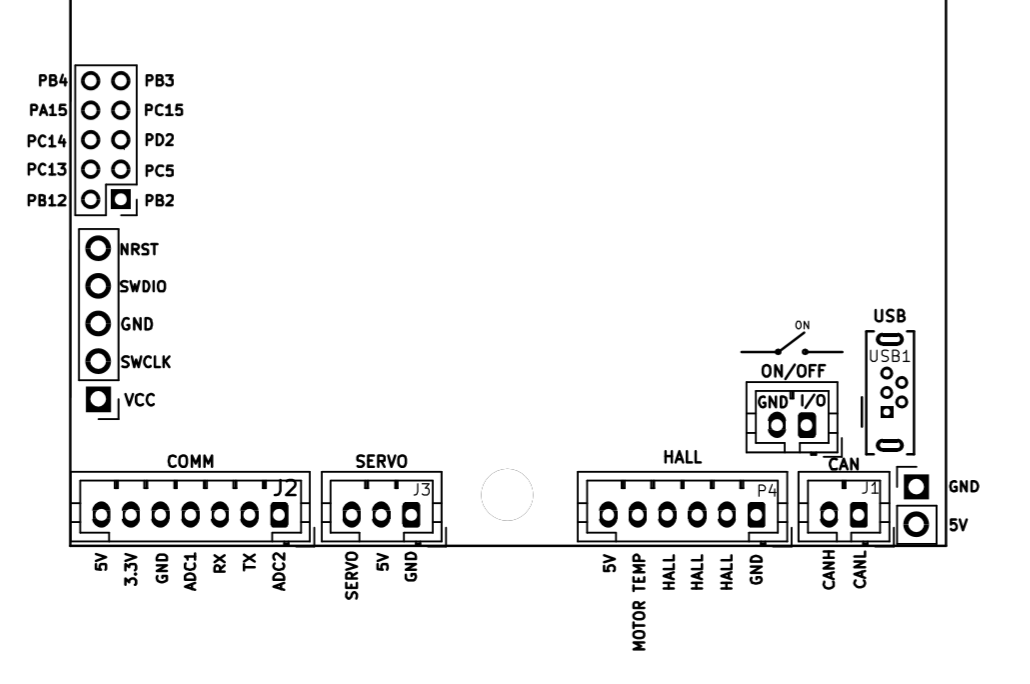 PB4 PB3
PA15 PC15
PC14 PD2
PC13 PC5
PB12 PB2
NRST
SWDIO
GND
SWCLK
VCC
ON
ON/OFF
GND I/O
USB
USB1
COMM
J2
5V
3.3V
GND
ADC1
RX
TX
ADC2
SERVO
J3
SERVO
5V
GND
HALL
P4
5V
MOTOR TEMP
HALL
HALL
HALL
GND
CAN
J1
CANH
CANL
GND
5V